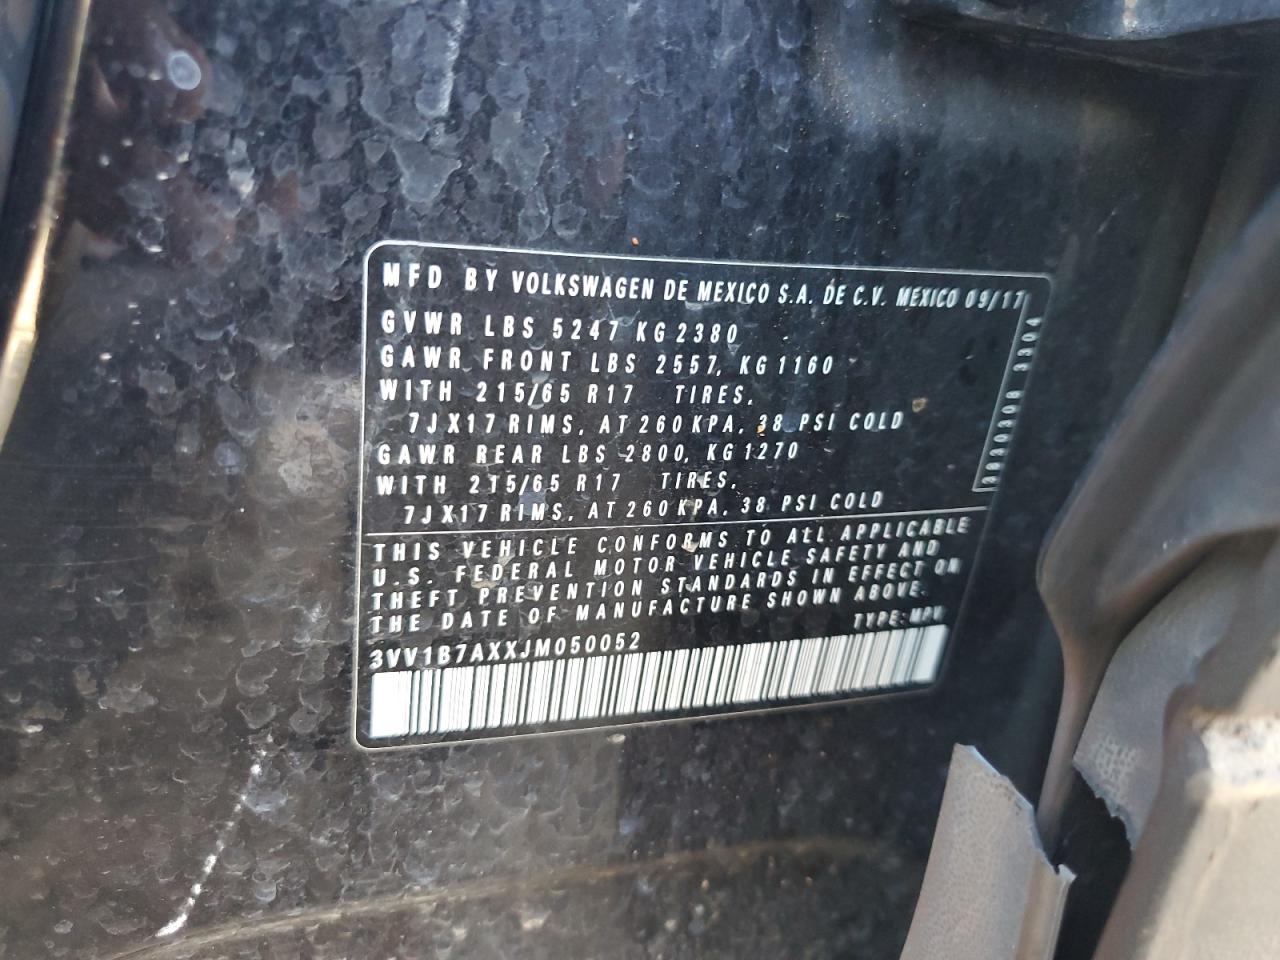 MFD BY VOLKSWAGEN DE MEXICO S.A. DE C.V. MEXICO 09/17
GVWR LBS 5247 KG 2380
GAWR FRONT LBS 2557, KG 1160
WITH 215/65 R17 TIRES,
7JX17 RIMS, AT 260 KPA, 38 PSI COLD
GAWR REAR LBS 2800, KG 1270
WITH 215/65 R17 TIRES,
7JX17 RIMS, AT 260 KPA, 38 PSI COLD
THIS VEHICLE CONFORMS TO ALL APPLICABLE
U.S. FEDERAL MOTOR VEHICLE SAFETY AND
THEFT PREVENTION STANDARDS IN EFFECT ON
THE DATE OF MANUFACTURE SHOWN ABOVE.
TYPE: MPV
3VV1B7AXXJM050052
3304